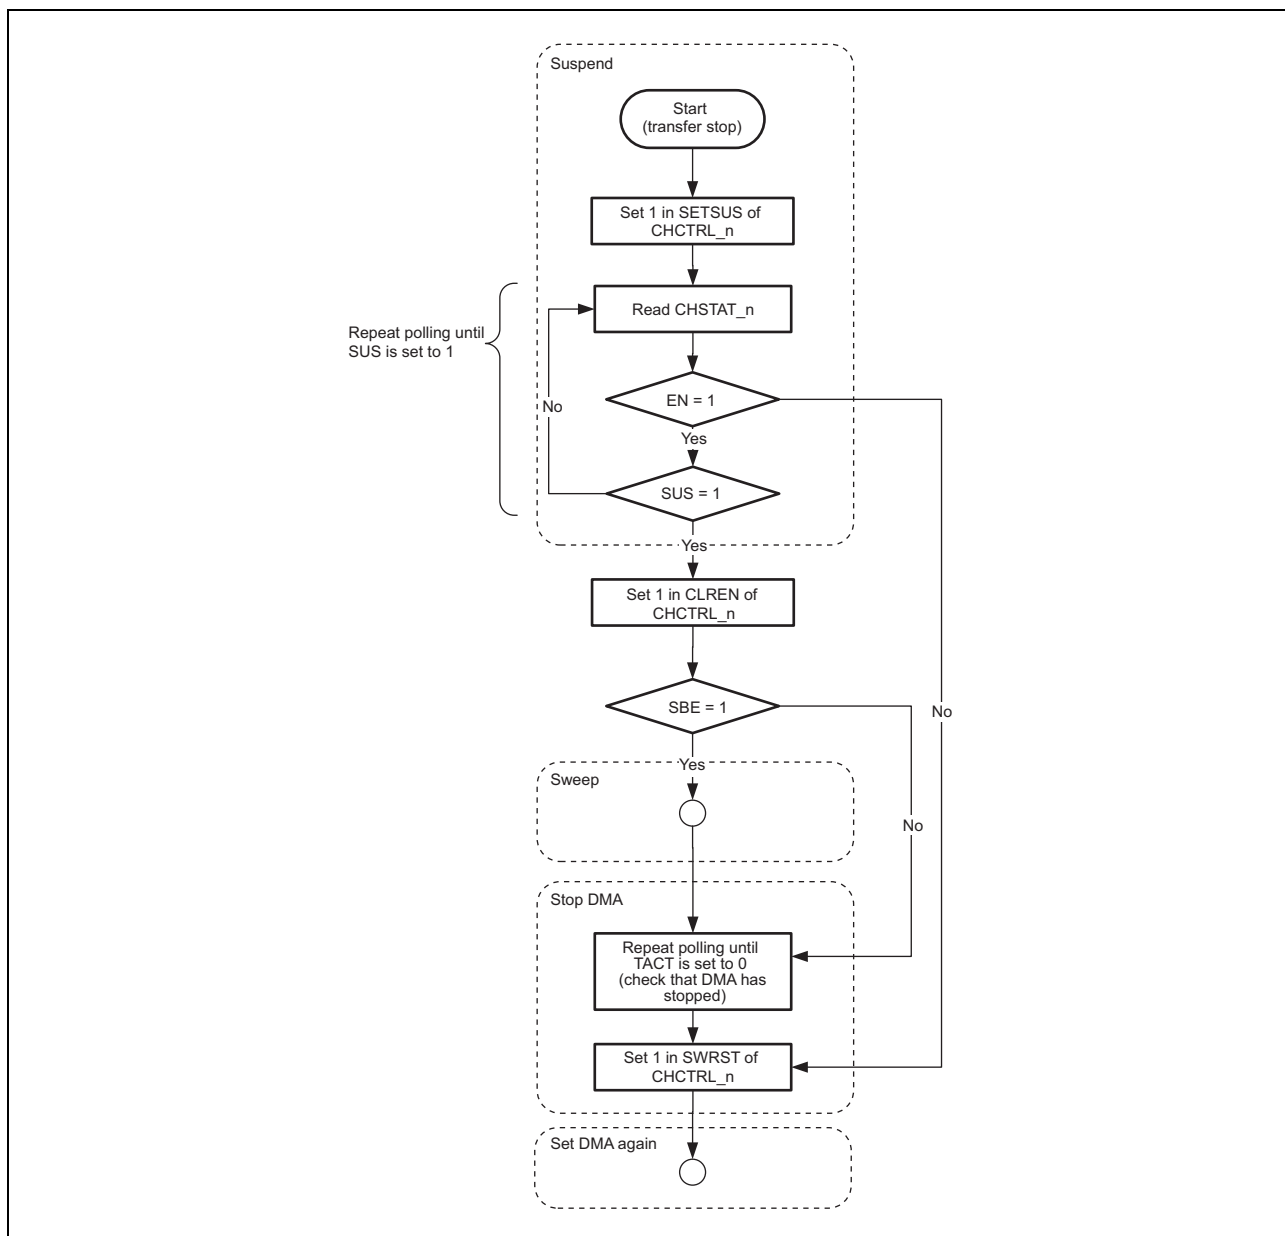 Suspend
Start
(transfer stop)
Set 1 in SETSUS of
CHCTRL_n
Read CHSTAT_n
Repeat polling until
SUS is set to 1
EN = 1
No
Yes
SUS = 1
Yes
Set 1 in CLREN of
CHCTRL_n
SBE = 1
No
Yes
Sweep
No
Stop DMA
Repeat polling until
TACT is set to 0
(check that DMA has
stopped)
Set 1 in SWRST of
CHCTRL_n
Set DMA again